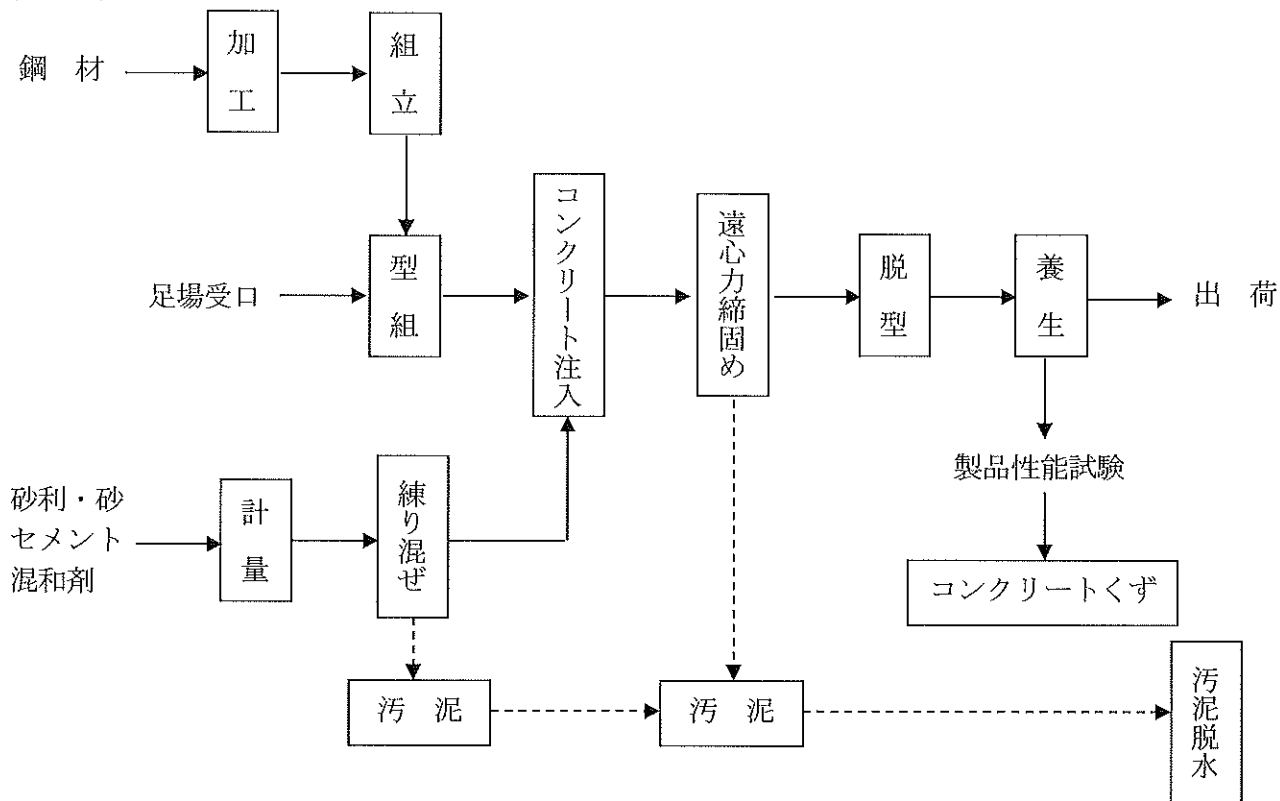 鋼 材
加工
組立
足場受口
型組
コンクリート注入
遠心力締固め
脱型
養生
出 荷
製品性能試験
コンクリートくず
砂利・砂
セメント
混和剤
計量
練り混ぜ
汚 泥
汚 泥
汚泥脱水